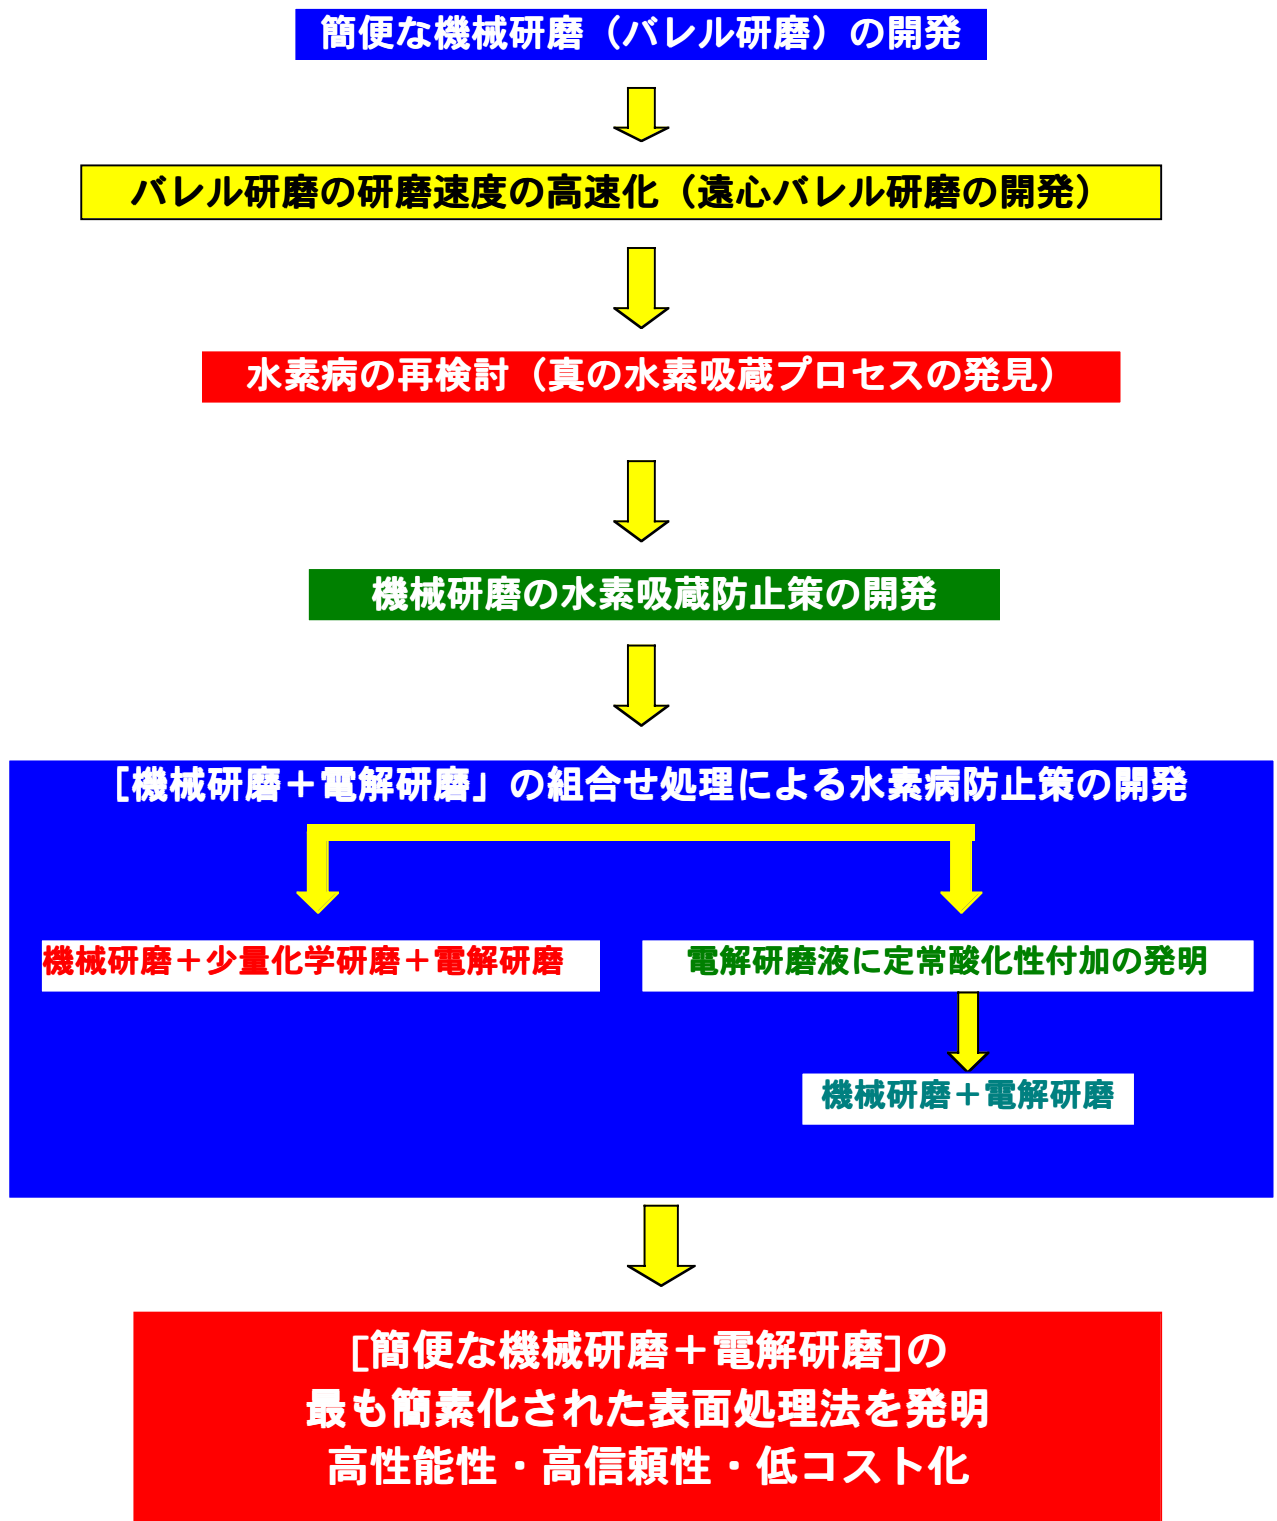 簡便な機械研磨（バレル研磨）の開発
バレル研磨の研磨速度の高速化（遠心バレル研磨の開発）
水素病の再検討（真の水素吸蔵プロセスの発見）
機械研磨の水素吸蔵防止策の開発
［機械研磨＋電解研磨」の組合せ処理による水素病防止策の開発
機械研磨＋少量化学研磨＋電解研磨
電解研磨液に定常酸化性付加の発明
機械研磨＋電解研磨
[簡便な機械研磨＋電解研磨]の
最も簡素化された表面処理法を発明
高性能性・高信頼性・低コスト化